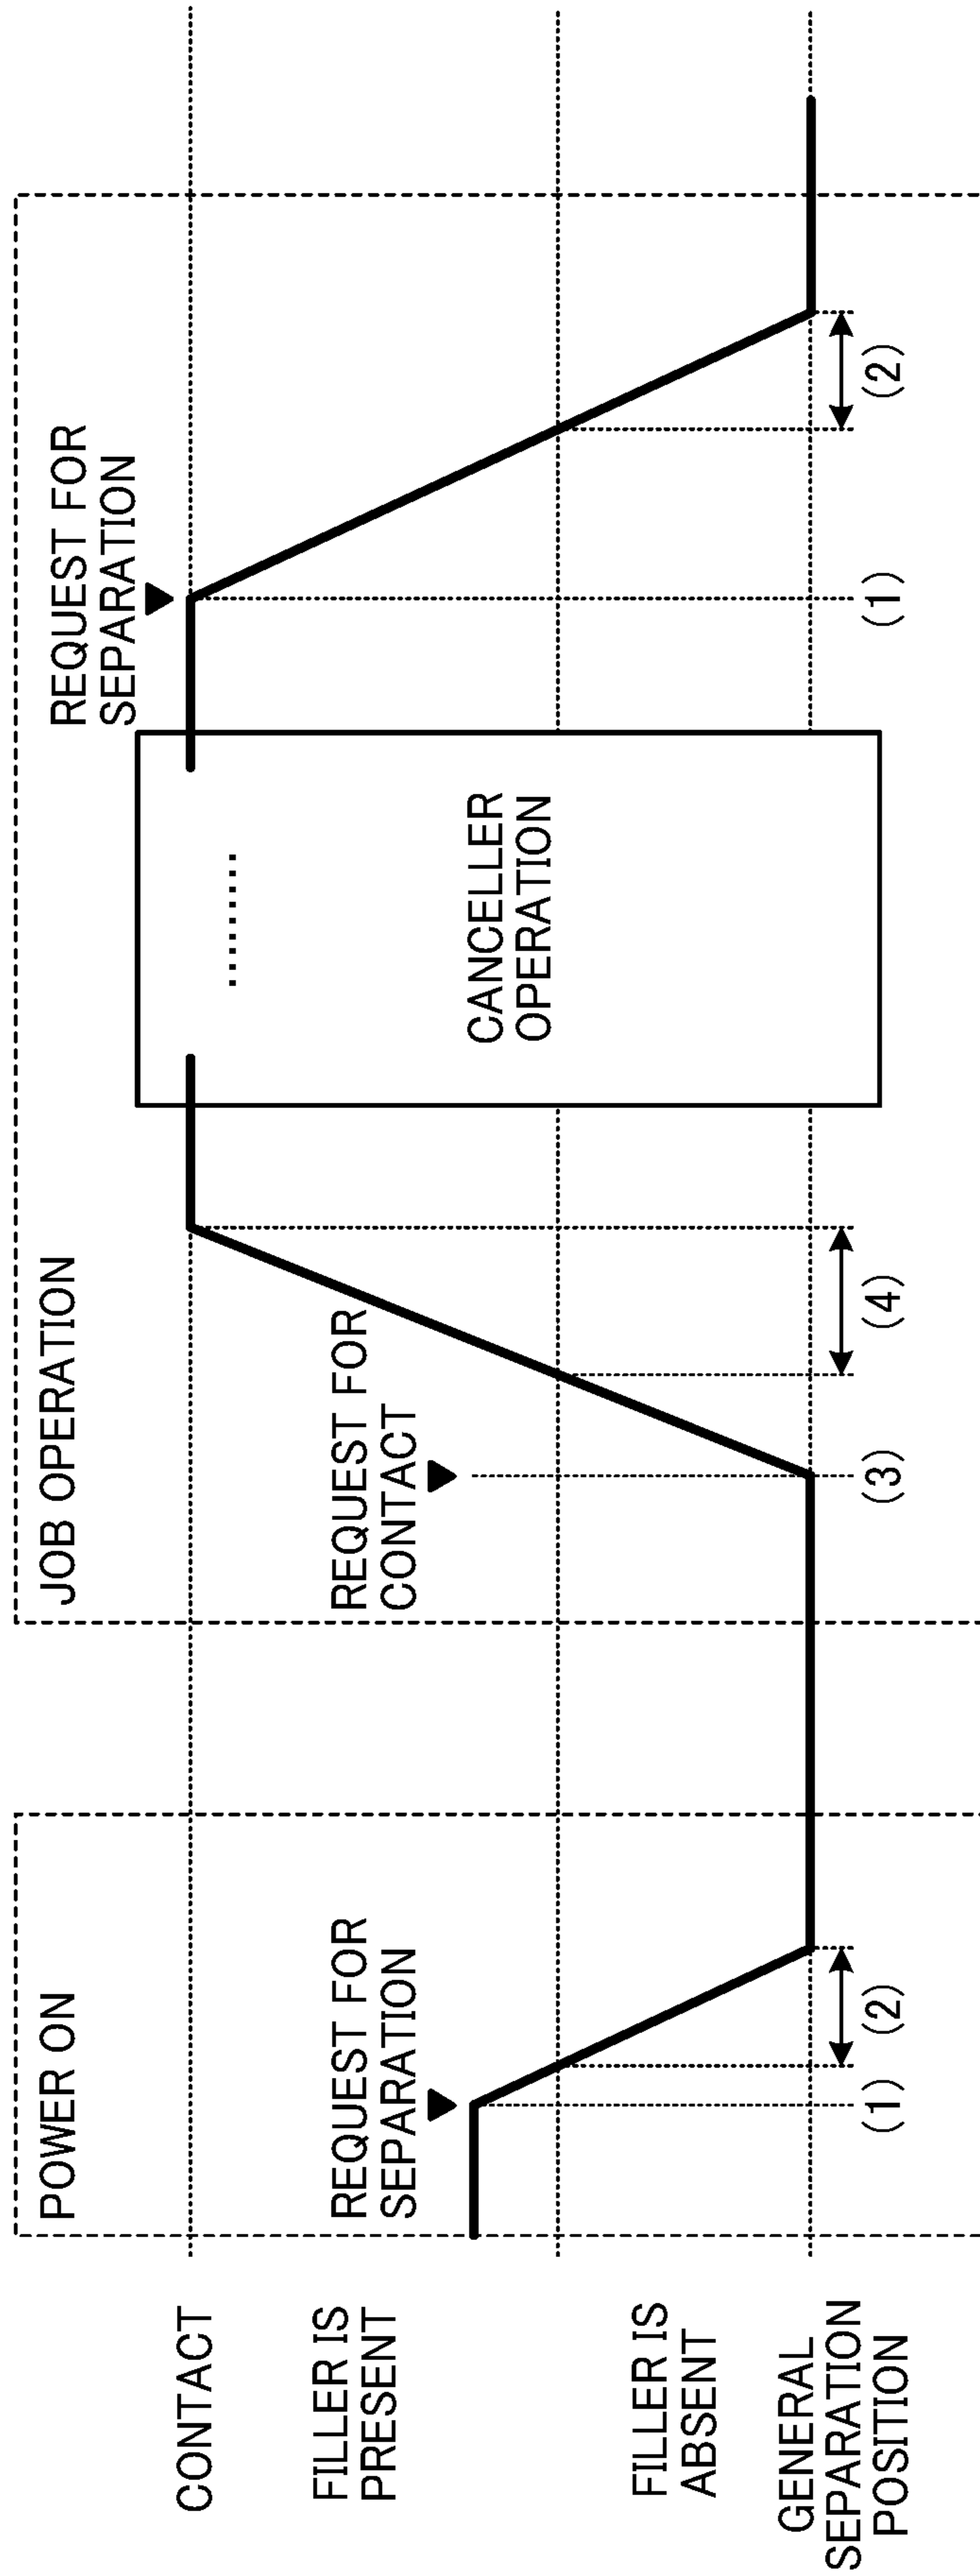 POWER ON
JOB OPERATION
REQUEST FOR
SEPARATION
CONTACT
REQUEST FOR
SEPARATION
REQUEST FOR
CONTACT
FILLER IS
PRESENT
CANCELLER
OPERATION
FILLER IS
ABSENT
GENERAL
SEPARATION
POSITION
(1)
(2)
(3)
(4)
(1)
(2)